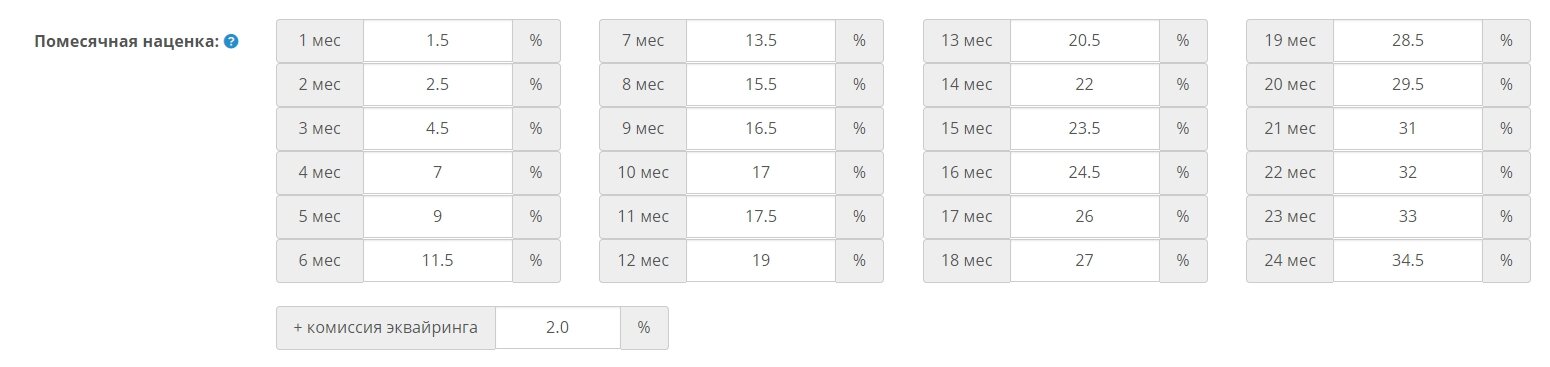 Помесячная наценка: ?
1 мес 1.5 % 7 мес 13.5 % 13 мес 20.5 % 19 мес 28.5 %
2 мес 2.5 % 8 мес 15.5 % 14 мес 22 % 20 мес 29.5 %
3 мес 4.5 % 9 мес 16.5 % 15 мес 23.5 % 21 мес 31 %
4 мес 7 % 10 мес 17 % 16 мес 24.5 % 22 мес 32 %
5 мес 9 % 11 мес 17.5 % 17 мес 26 % 23 мес 33 %
6 мес 11.5 % 12 мес 19 % 18 мес 27 % 24 мес 34.5 %
+ комиссия эквайринга 2.0 %